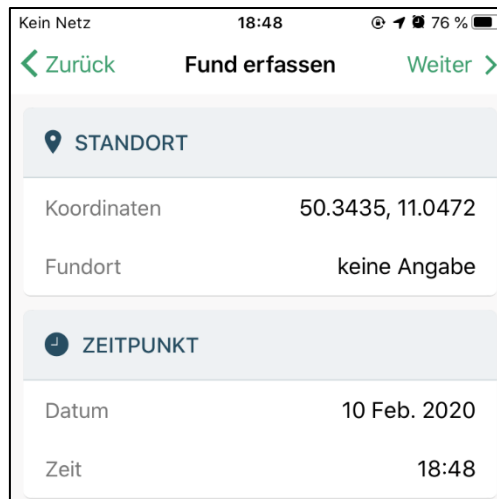 Kein Netz 18:48 76 %
Zurück Fund erfassen Weiter
STANDORT
Koordinaten 50.3435, 11.0472
Fundort keine Angabe
ZEITPUNKT
Datum 10 Feb. 2020
Zeit 18:48